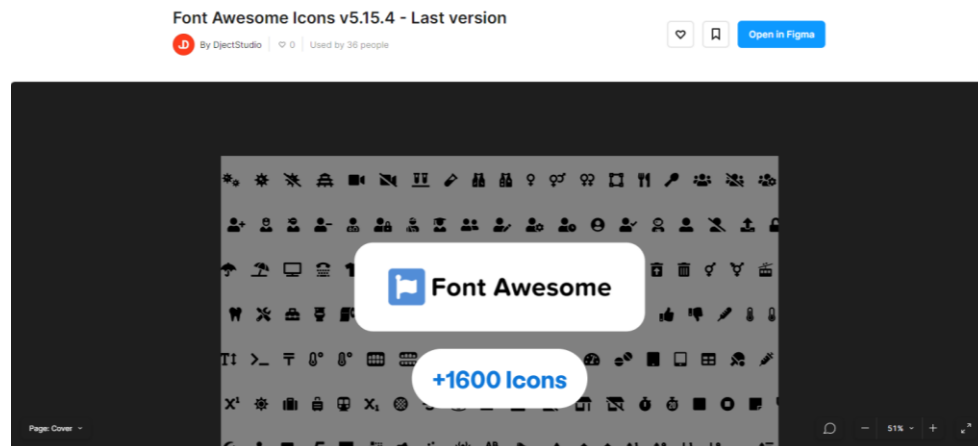 Font Awesome Icons v5.15.4 - Last version
By DjectStudio
0
Used by 36 people
Open in Figma
Font Awesome
+1600 Icons
Page: Cover
51%